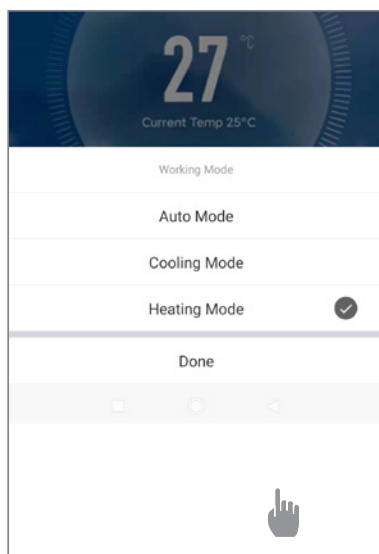 27 °C
Current Temp 25°C
Working Mode
Auto Mode
Cooling Mode
Heating Mode
Done